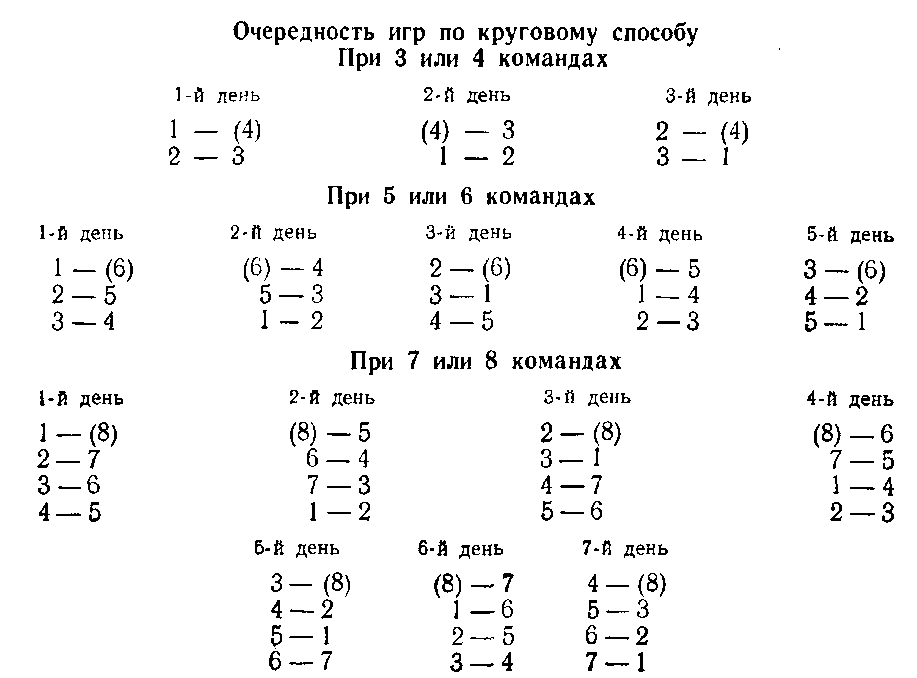 Очередность игр по круговому способу
При 3 или 4 командах
1-й день 2-й день 3-й день
1 — (4) (4) — 3 2 — (4)
2 — 3 1 — 2 3 — 1
При 5 или 6 командах
1-й день 2-й день 3-й день 4-й день 5-й день
1 — (6) (6) — 4 2 — (6) (6) — 5 3 — (6)
2 — 5 5 — 3 3 — 1 1 — 4 4 — 2
3 — 4 1 — 2 4 — 5 2 — 3 5 — 1
При 7 или 8 командах
1-й день 2-й день 3-й день 4-й день
1 — (8) (8) — 5 2 — (8) (8) — 6
2 — 7 6 — 4 3 — 1 7 — 5
3 — 6 7 — 3 4 — 7 1 — 4
4 — 5 1 — 2 5 — 6 2 — 3
5-й день 6-й день 7-й день
3 — (8) (8) — 7 4 — (8)
4 — 2 1 — 6 5 — 3
5 — 1 2 — 5 6 — 2
6 — 7 3 — 4 7 — 1